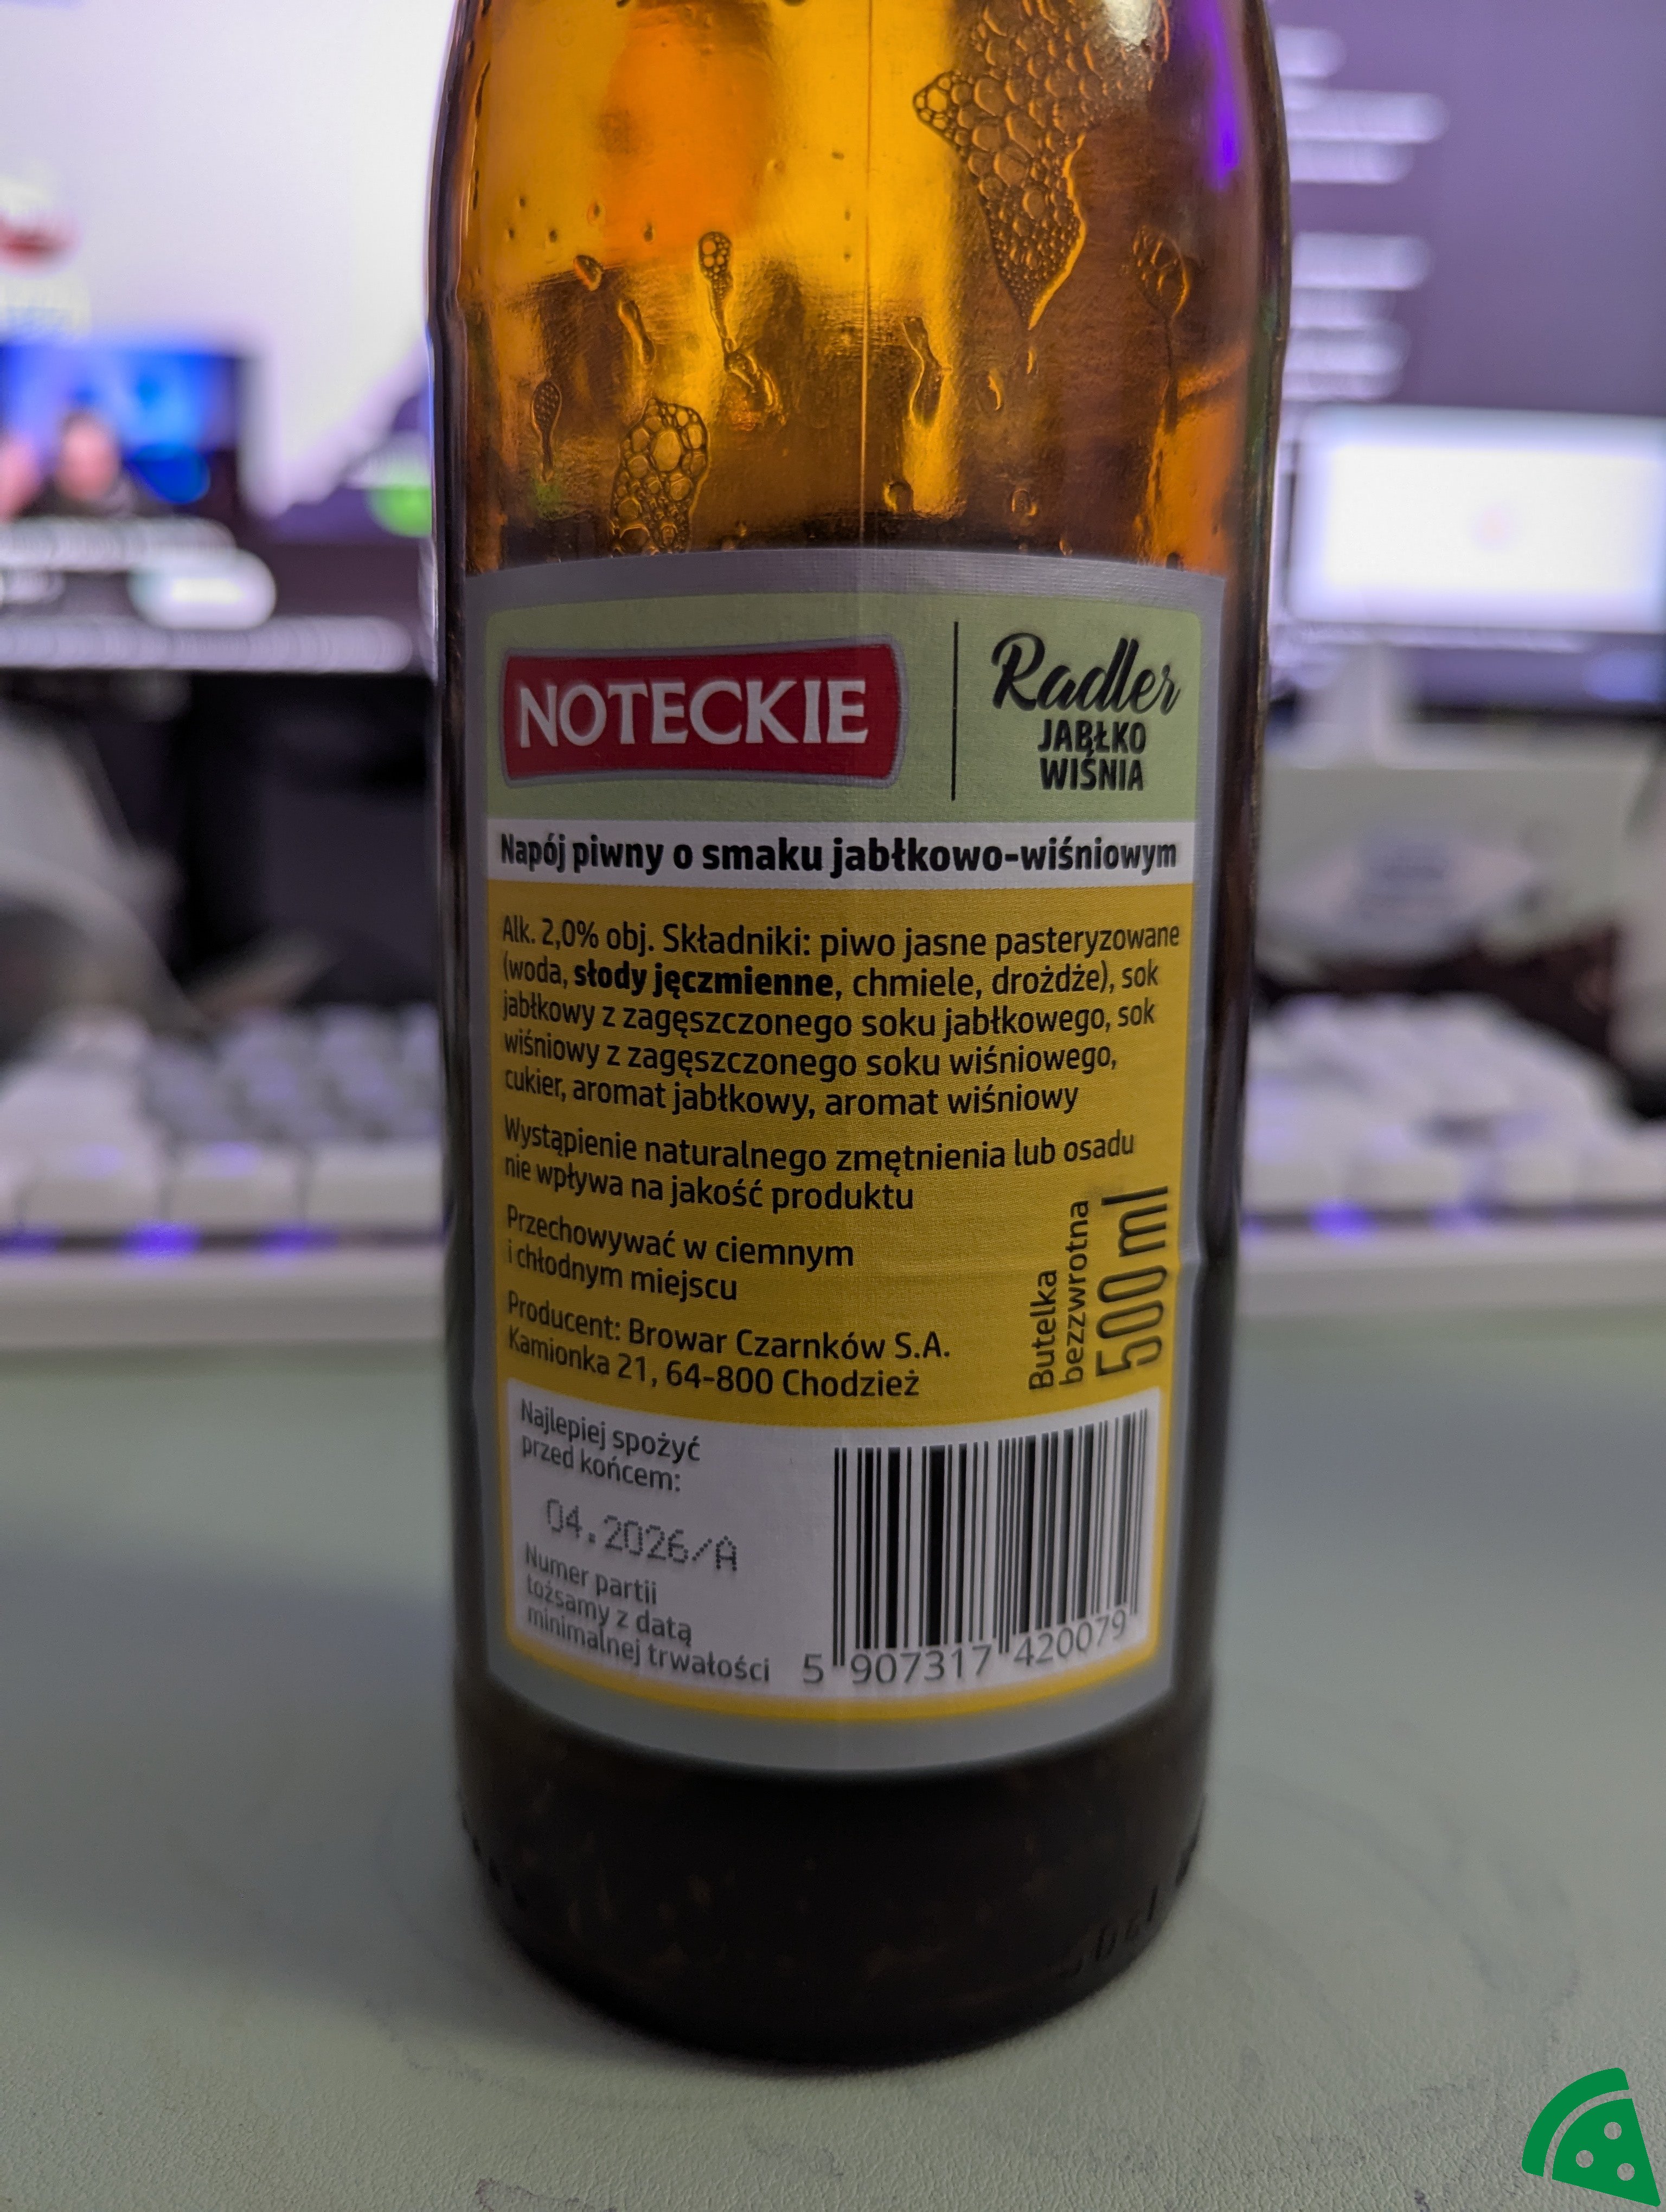 NOTECKIE
Radler
JABŁKO
WIŚNIA
Napój piwny o smaku jabłkowo-wiśniowym
Alk. 2,0% obj. Składniki: piwo jasne pasteryzowane
(woda, słody jęczmienne, chmiele, drożdże), sok
jabłkowy z zagęszczonego soku jabłkowego, sok
wiśniowy z zagęszczonego soku wiśniowego,
cukier, aromat jabłkowy, aromat wiśniowy
Wystąpienie naturalnego zmętnienia lub osadu
nie wpływa na jakość produktu
Przechowywać w ciemnym
i chłodnym miejscu
Producent: Browar Czarnków S.A.
Kamionka 21, 64-800 Chodzież
Butelka
bezzwrotna
500 ml
Najlepiej spożyć
przed końcem:
04.2026/A
Numer partii
tożsamy z datą
minimalnej trwałości
5 907317 420079